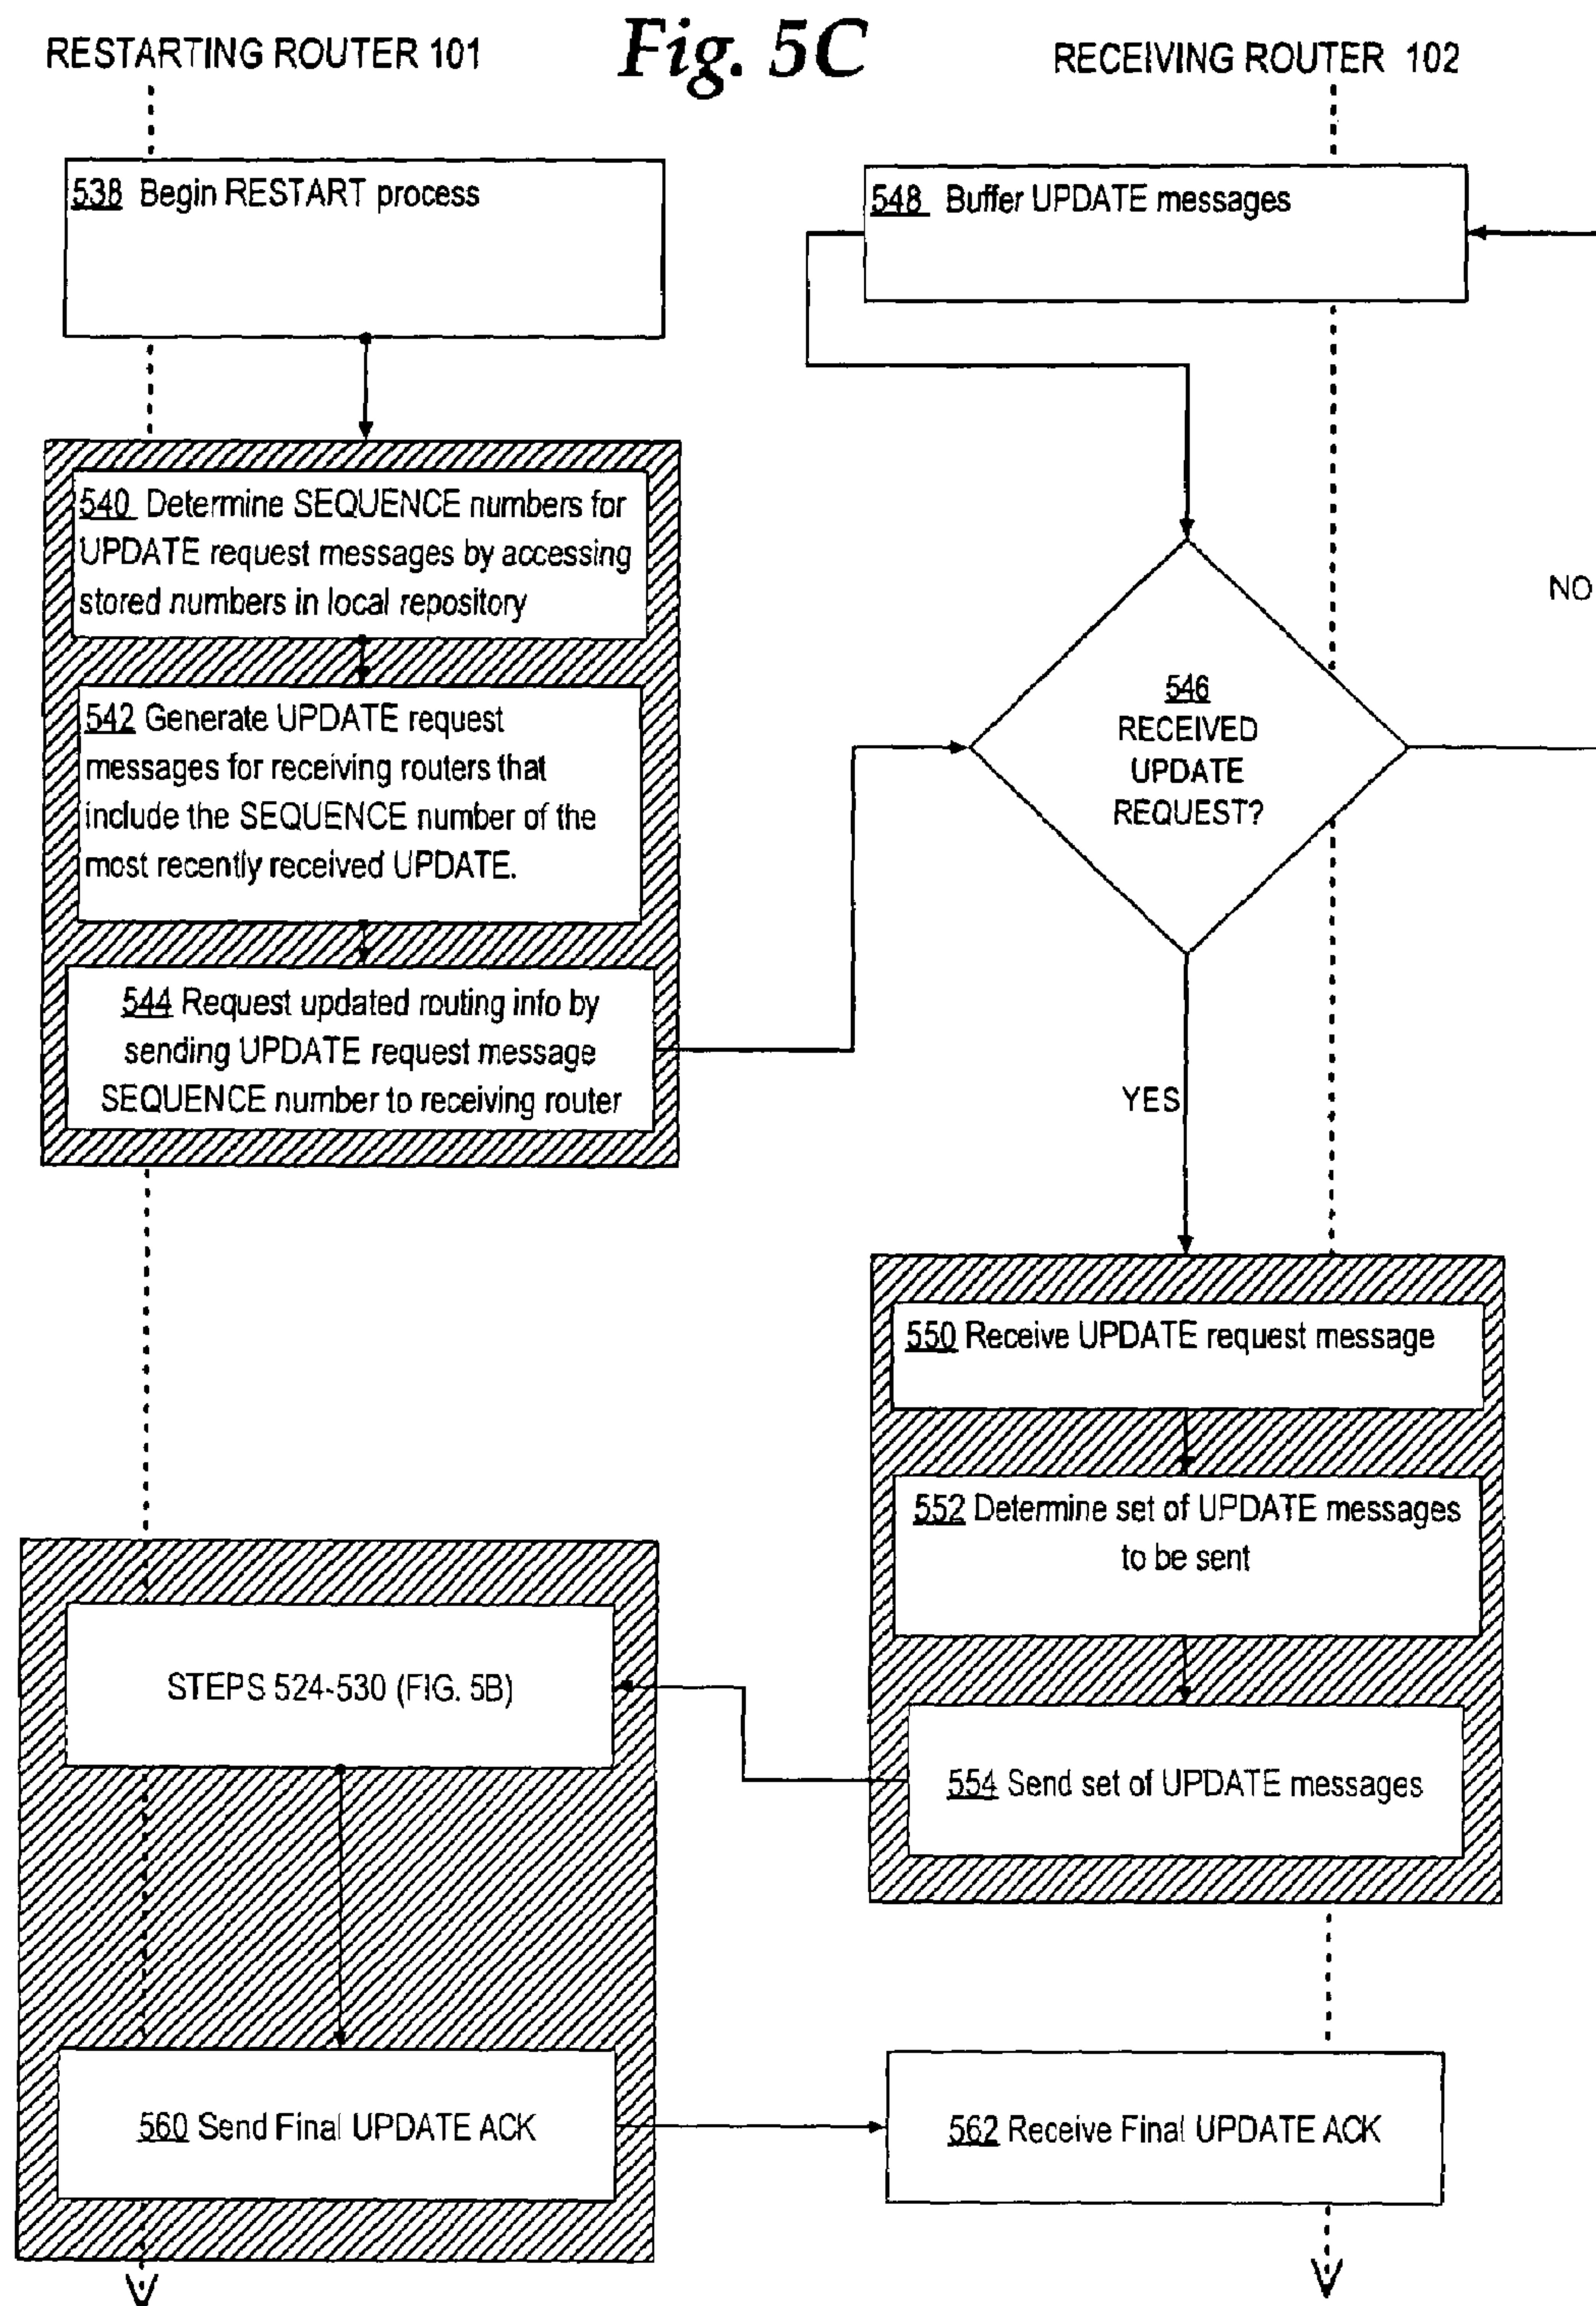 Fig. 5C
RESTARTING ROUTER 101
RECEIVING ROUTER 102
538 Begin RESTART process
548 Buffer UPDATE messages
540 Determine SEQUENCE numbers for
UPDATE request messages by accessing
stored numbers in local repository
NO
542 Generate UPDATE request
messages for receiving routers that
include the SEQUENCE number of the
most recently received UPDATE.
546
RECEIVED
UPDATE
REQUEST?
544 Request updated routing info by
sending UPDATE request message
SEQUENCE number to receiving router
YES
550 Receive UPDATE request message
552 Determine set of UPDATE messages
to be sent
STEPS 524-530 (FIG. 5B)
554 Send set of UPDATE messages
560 Send Final UPDATE ACK
562 Receive Final UPDATE ACK